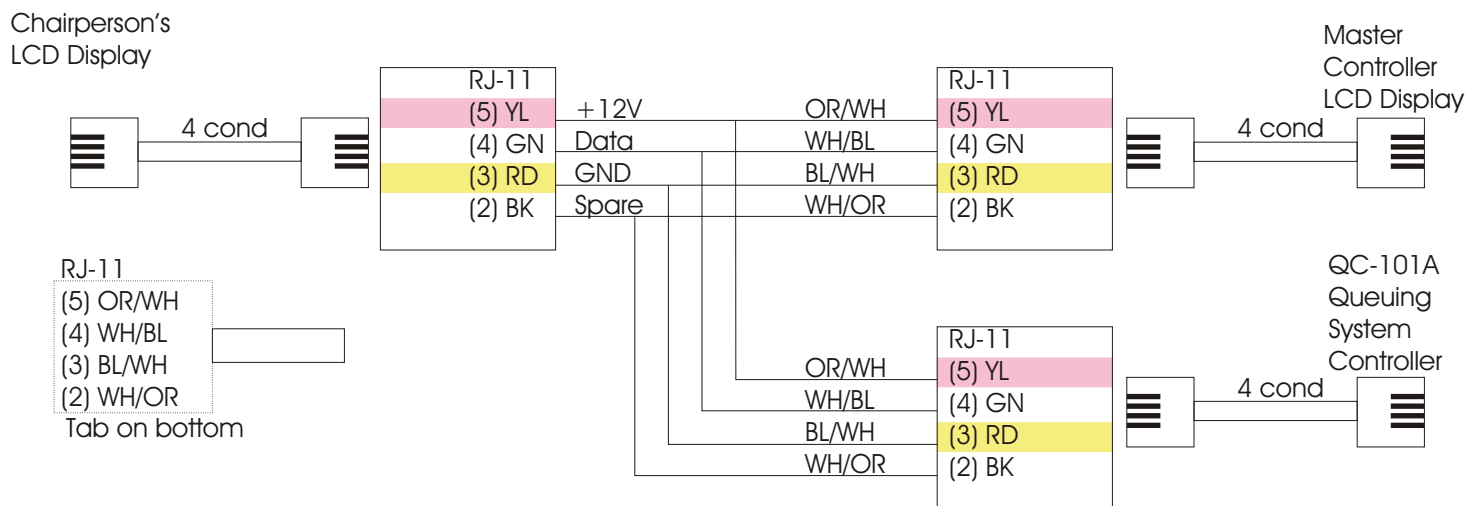 Chairperson's
LCD Display
4 cond
RJ-11
(5) YL
(4) GN
(3) RD
(2) BK
+12V
Data
GND
Spare
OR/WH
WH/BL
BL/WH
WH/OR
RJ-11
(5) YL
(4) GN
(3) RD
(2) BK
Master
Controller
LCD Display
4 cond
RJ-11
(5) OR/WH
(4) WH/BL
(3) BL/WH
(2) WH/OR
Tab on bottom
OR/WH
WH/BL
BL/WH
WH/OR
RJ-11
(5) YL
(4) GN
(3) RD
(2) BK
4 cond
QC-101A
Queuing
System
Controller